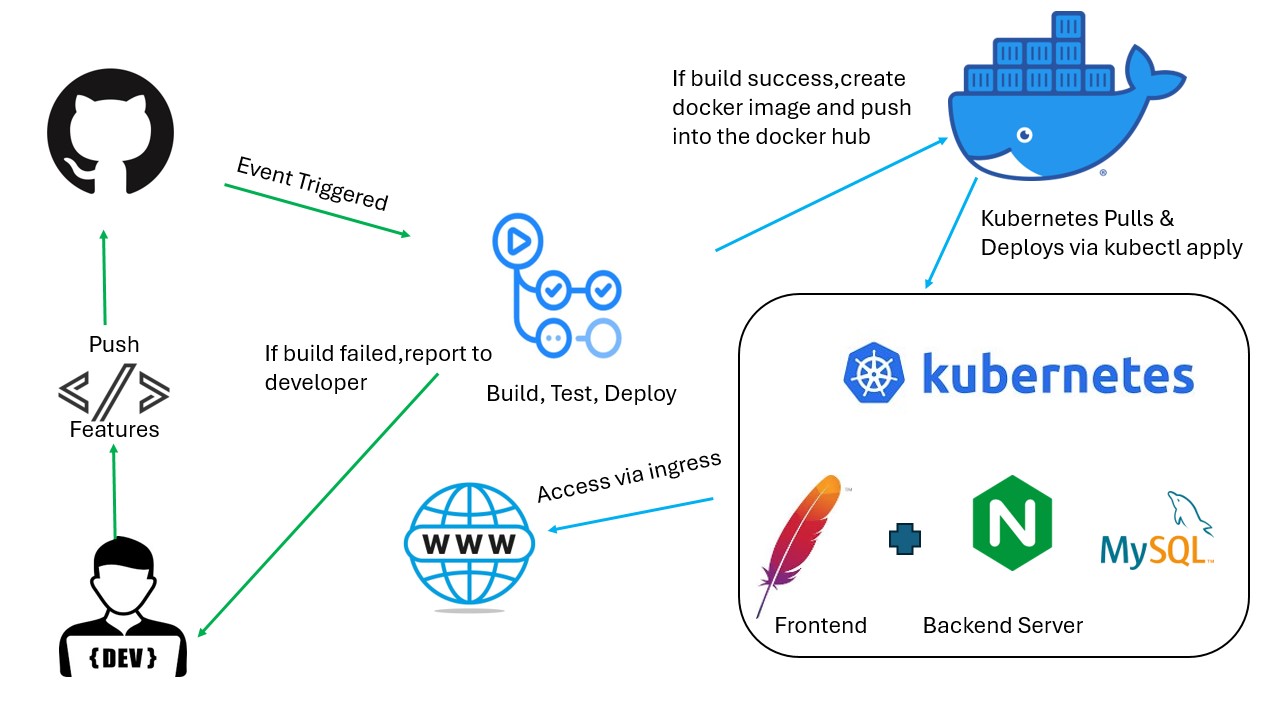 If build success,create
docker image and push
into the docker hub
®
Event Triggered
Kubernetes Pulls &
Deploys via kubectl apply
Push
</>
Features
If build failed,report to
developer
Build, Test, Deploy
kubernetes
Access via ingress
WWW
N
MySQL™
™
Frontend
Backend Server
{DEV}